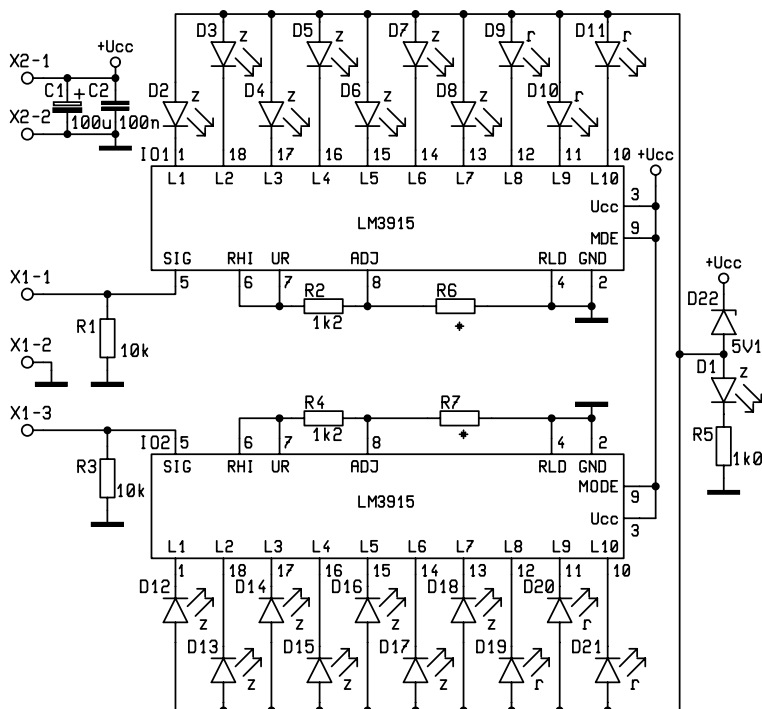 D3 z D5 z D7 z D9 r D11 r
X2-1 +Ucc
C1 + C2 D2 z D4 z D6 z D8 z D10 r
X2-2 100u 100n
IO1 1 18 17 16 15 14 13 12 11 10 +Ucc
L1 L2 L3 L4 L5 L6 L7 L8 L9 L10
Ucc 3
LM3915
MDE 9
SIG RHI UR ADJ RLD GND
5 6 7 8 4 2
X1-1 R2 R6 +Ucc
1k2 * D22
R1 10k 5V1
X1-2 D1 z
X1-3 R4 R7
1k2 * R5
IO2 5 6 7 8 4 2 1k0
R3 10k SIG RHI UR ADJ RLD GND
MODE 9
LM3915
Ucc 3
L1 L2 L3 L4 L5 L6 L7 L8 L9 L10
1 18 17 16 15 14 13 12 11 10
D12 z D14 z D16 z D18 z D20 r
D13 z D15 z D17 z D19 r D21 r